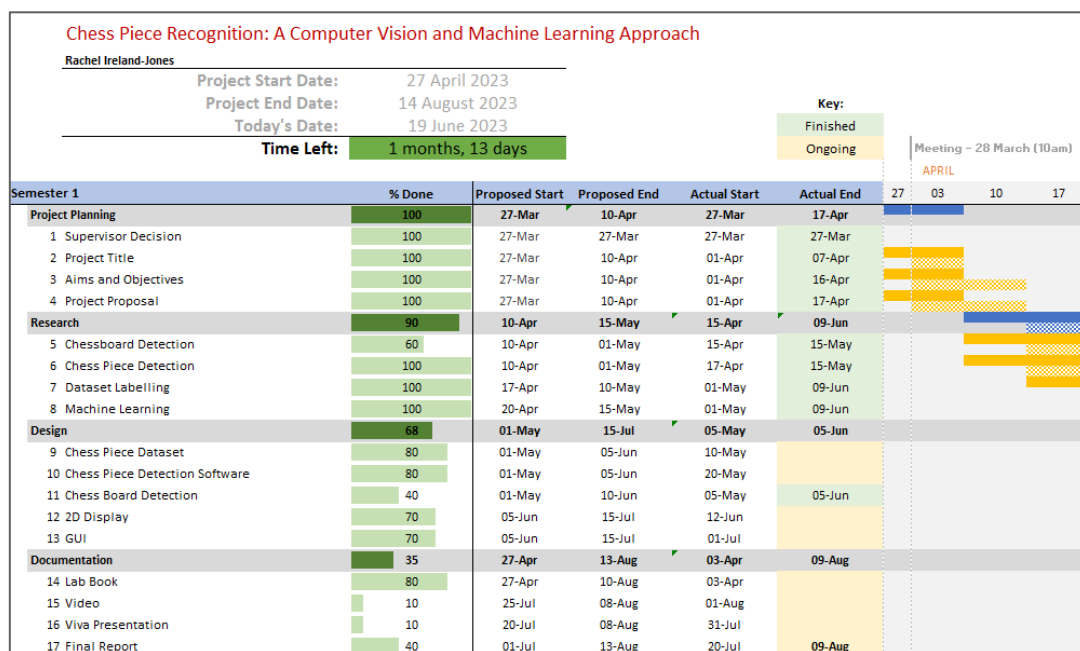 Chess Piece Recognition: A Computer Vision and Machine Learning Approach
Rachel Ireland-Jones
Project Start Date: 27 April 2023
Project End Date: 14 August 2023
Key:
Today's Date: 19 June 2023
Finished
Time Left: 1 months, 13 days
Ongoing
Meeting - 28 March (10am)
APRIL
Semester 1 % Done Proposed Start Proposed End Actual Start Actual End 27 03 10 17
Project Planning 100 27-Mar 10-Apr 27-Mar 17-Apr
1 Supervisor Decision 100 27-Mar 27-Mar 27-Mar 27-Mar
2 Project Title 100 27-Mar 10-Apr 01-Apr 07-Apr
3 Aims and Objectives 100 27-Mar 10-Apr 01-Apr 16-Apr
4 Project Proposal 100 27-Mar 10-Apr 01-Apr 17-Apr
Research 90 10-Apr 15-May 15-Apr 09-Jun
5 Chessboard Detection 60 10-Apr 01-May 15-Apr 15-May
6 Chess Piece Detection 100 10-Apr 01-May 17-Apr 15-May
7 Dataset Labelling 100 17-Apr 10-May 01-May 09-Jun
8 Machine Learning 100 20-Apr 15-May 01-May 09-Jun
Design 68 01-May 15-Jul 05-May 05-Jun
9 Chess Piece Dataset 80 01-May 05-Jun 10-May
10 Chess Piece Detection Software 80 01-May 05-Jun 20-May
11 Chess Board Detection 40 01-May 10-Jun 05-May 05-Jun
12 2D Display 70 05-Jun 15-Jul 12-Jun
13 GUI 70 05-Jun 15-Jul 01-Jul
Documentation 35 27-Apr 13-Aug 03-Apr 09-Aug
14 Lab Book 80 27-Apr 10-Aug 03-Apr
15 Video 10 25-Jul 08-Aug 01-Aug
16 Viva Presentation 10 20-Jul 08-Aug 31-Jul
17 Final Report 40 01-Jul 13-Aug 20-Jul 09-Aug